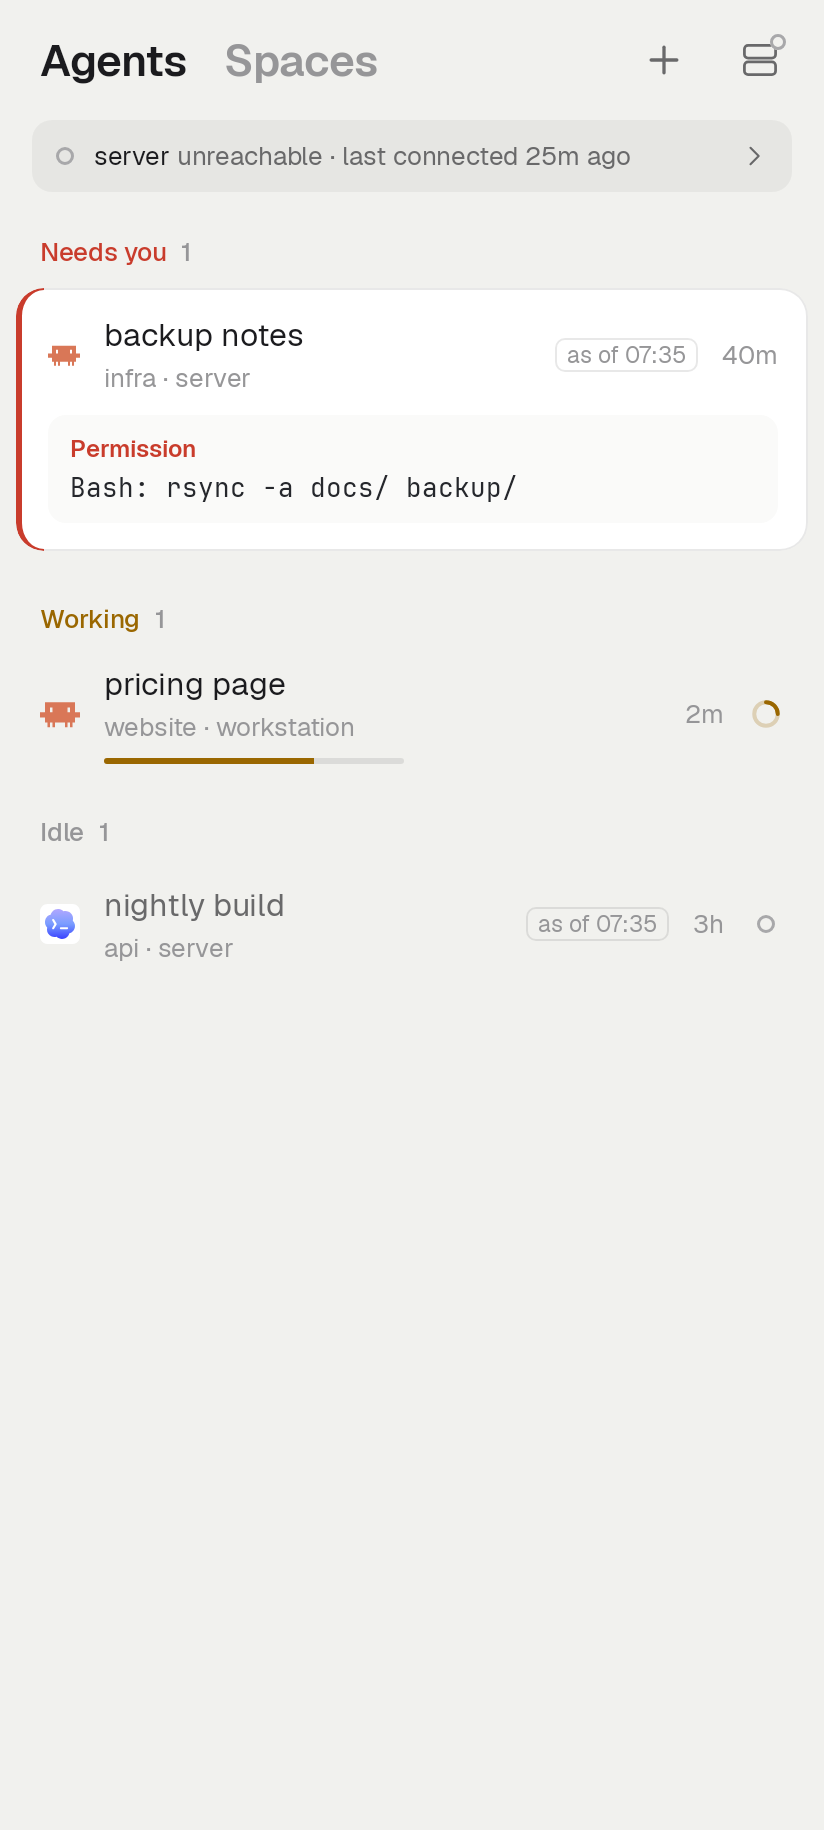 Agents Spaces
server unreachable · last connected 25m ago
Needs you 1
backup notes
infra · server
as of 07:35 40m
Permission
Bash: rsync -a docs/ backup/
Working 1
pricing page
website · workstation
2m
Idle 1
nightly build
api · server
as of 07:35 3h